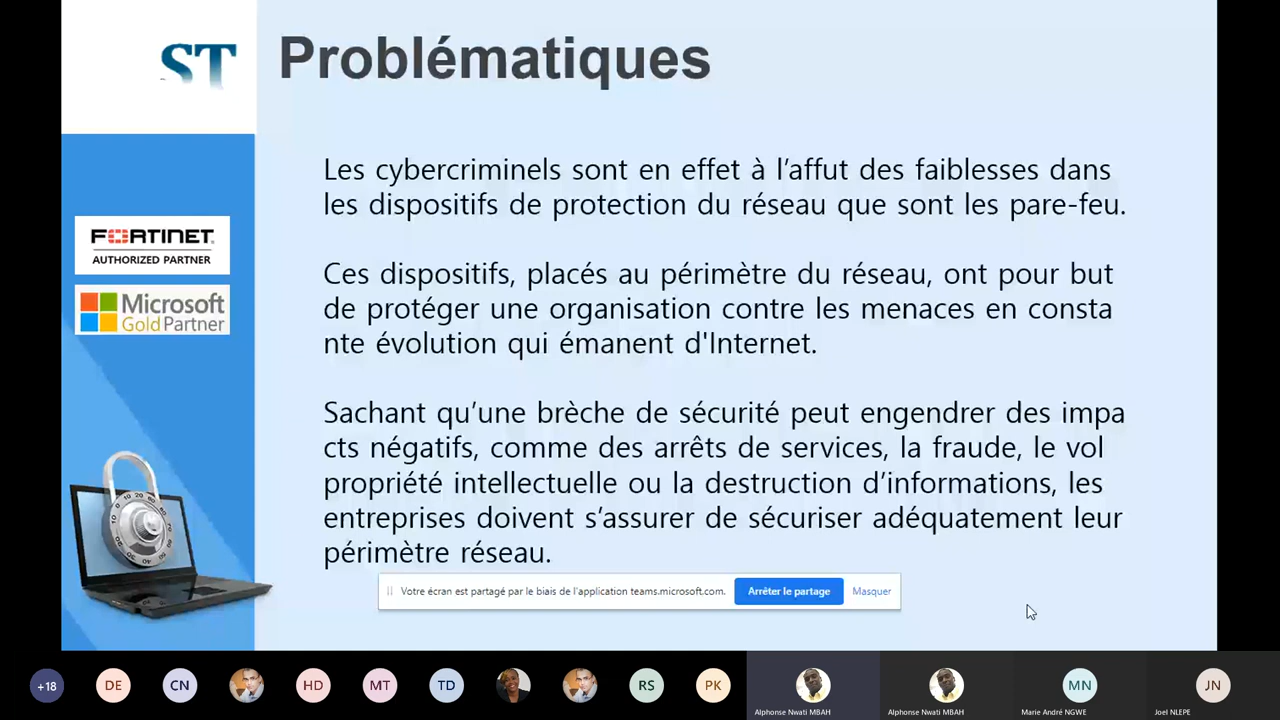 ST
Problématiques
Les cybercriminels sont en effet à l’affut des faiblesses dans
les dispositifs de protection du réseau que sont les pare-feu.
FORTINET
AUTHORIZED PARTNER
Ces dispositifs, placés au périmètre du réseau, ont pour but
de protéger une organisation contre les menaces en consta
nte évolution qui émanent d'Internet.
Microsoft
Gold Partner
Sachant qu’une brèche de sécurité peut engendrer des impa
cts négatifs, comme des arrêts de services, la fraude, le vol
propriété intellectuelle ou la destruction d’informations, les
entreprises doivent s’assurer de sécuriser adéquatement leur
périmètre réseau.
Votre écran est partagé par le biais de l'application teams.microsoft.com.
Arrêter le partage
Masquer
+18
DE
CN
HD
MT
TD
RS
PK
MN
JN
Alphonse Nwati MBAH
Alphonse Nwati MBAH
Marie André NGWE
Joel NLEPE